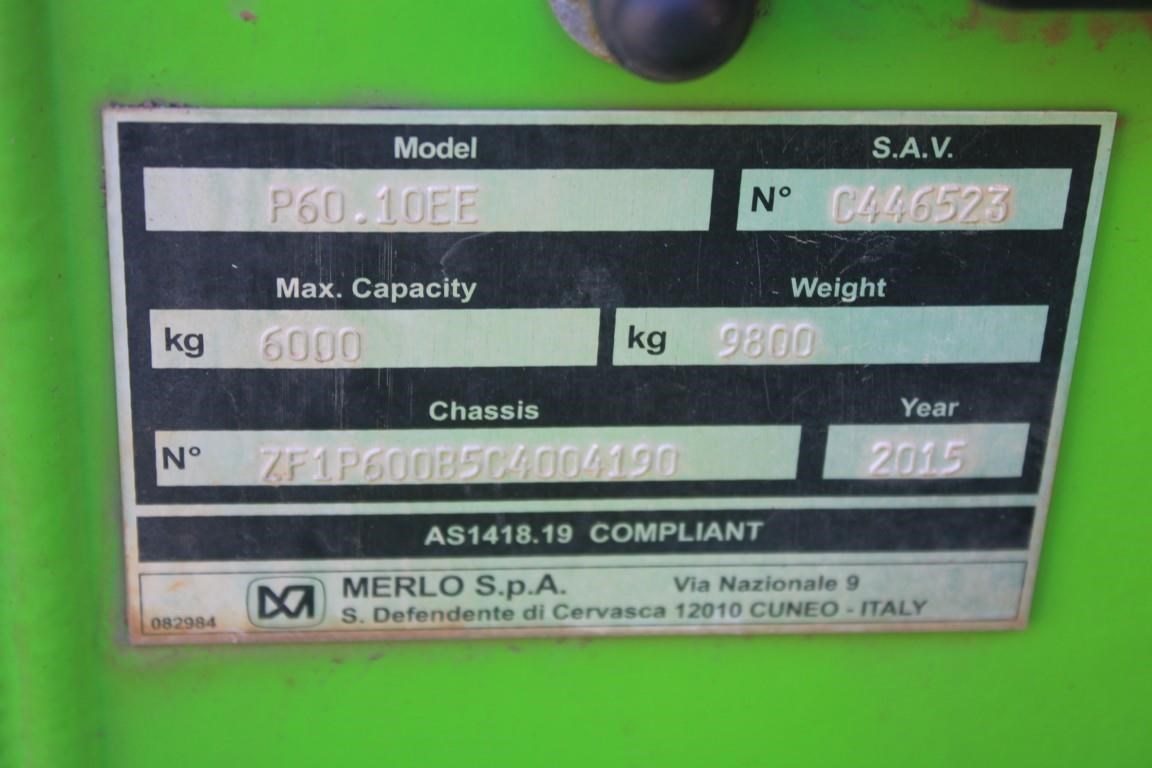 Model S.A.V.
P60.10EE N° C446523
Max. Capacity Weight
kg 6000 kg 9800
Chassis Year
N° ZF1P600B5C4004190 2015
AS1418.19 COMPLIANT
MERLO S.p.A. Via Nazionale 9
082984 S. Defendente di Cervasca 12010 CUNEO - ITALY